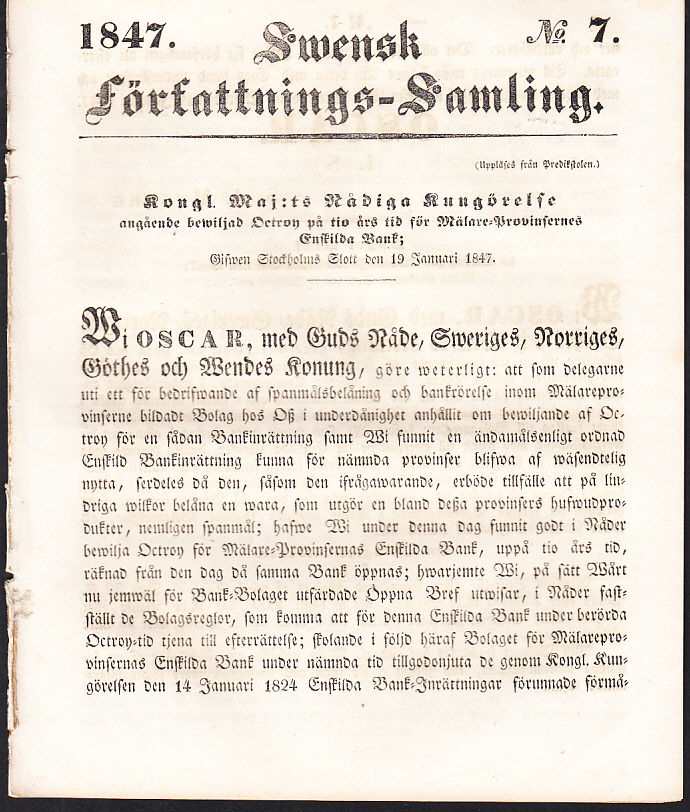 1847. Swensk No. 7.
Författnings-Samling.
(Uppläses från Predikstolen.)
Kongl. Maj:ts Nådiga Kungörelse
angående bewiljad Octroy på tio års tid för Mälare-Provinsernes
Enskilda Bank;
Gifwen Stockholms Slott den 19 Januari 1847.
Wi OSCAR, med Guds Nåde, Sweriges, Norriges,
Göthes och Wendes Konung, göre weterligt: att som delegarne
uti ett för bedrifwande af spanmålsbelåning och bankrörelse inom Mälarepro-
vinserne bildadt Bolag hos Oß i underdånighet anhållit om bewiljande af Oc-
troy för en sådan Bankinrättning samt Wi funnit en ändamålsenligt ordnad
Enskild Bankinrättning kunna för nämnda provinser blifwa af wäsendtelig
nytta, serdeles då den, såsom den ifrågawarande, erböde tillfälle att på lin-
driga wilkor belåna en wara, som utgör en bland deßa provinsers hufwudpro-
dukter, nemligen spanmål; hafwe Wi under denna dag funnit godt i Nåder
bewilja Octroy för Mälare-Provinsernas Enskilda Bank, uppå tio års tid,
räknad från den dag då samma Bank öppnas; hwarjemte Wi, på sätt Wårt
nu jemwäl för Bank-Bolaget utfärdade Öppna Bref utwisar, i Nåder fast-
ställt de Bolagsreglor, som komma att för denna Enskilda Bank under berörda
Octroy-tid tjena till efterrättelse; skolande i följd häraf Bolaget för Mälarepro-
vinsernas Enskilda Bank under nämnda tid tillgodonjuta de genom Kongl. Kun-
görelsen den 14 Januari 1824 Enskilda Bank-Inrättningar förunnade förmå-